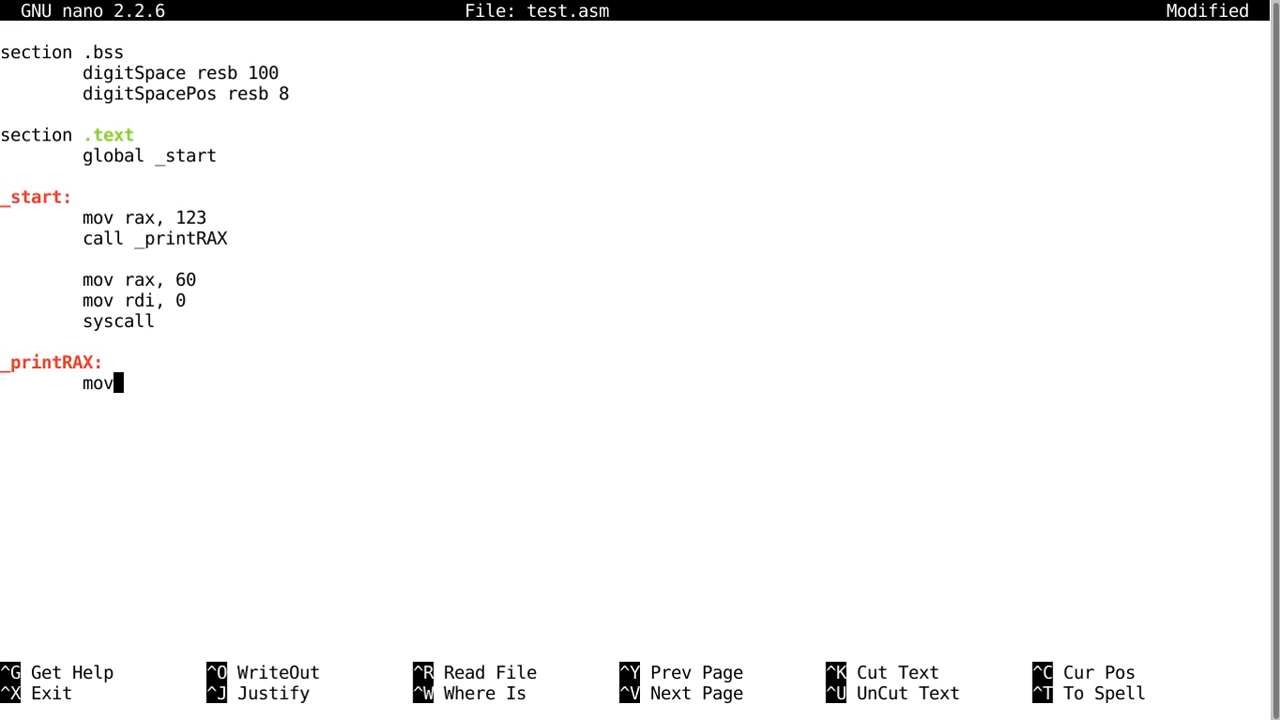 GNU nano 2.2.6 File: test.asm Modified
section .bss
digitSpace resb 100
digitSpacePos resb 8
section .text
global _start
_start:
mov rax, 123
call _printRAX
mov rax, 60
mov rdi, 0
syscall
_printRAX:
mov
^G Get Help ^O WriteOut ^R Read File ^Y Prev Page ^K Cut Text ^C Cur Pos
^X Exit ^J Justify ^W Where Is ^V Next Page ^U UnCut Text ^T To Spell